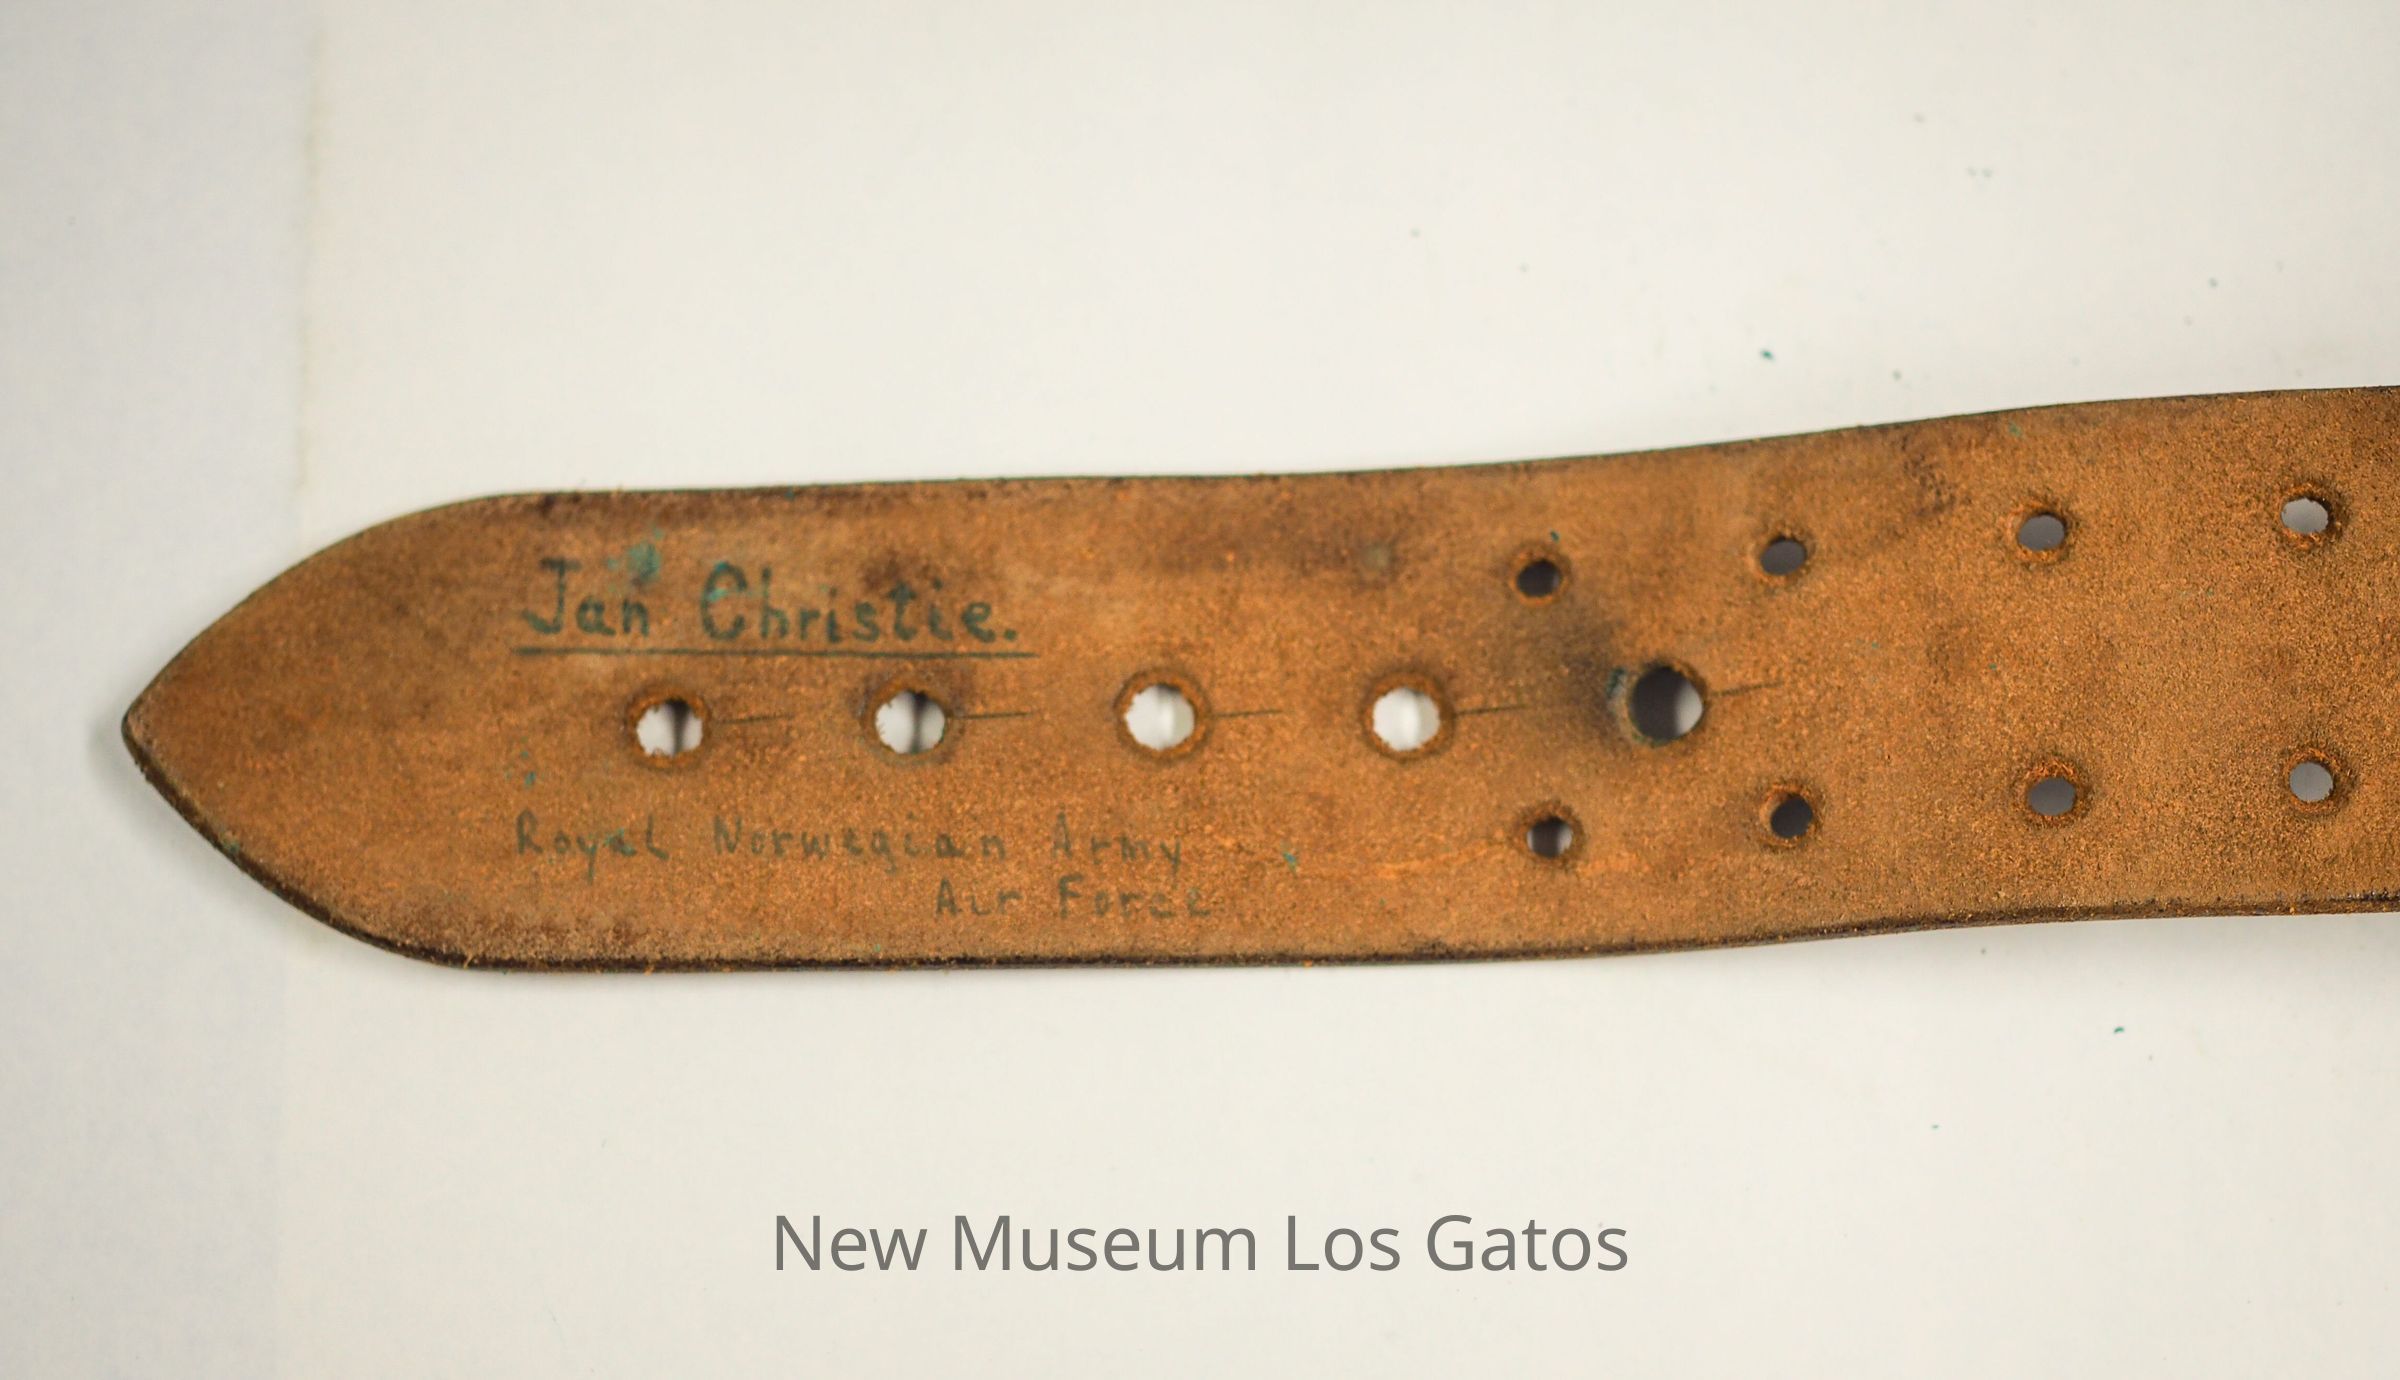 Jan Christie.
Royal Norwegian Army
Air Force
New Museum Los Gatos